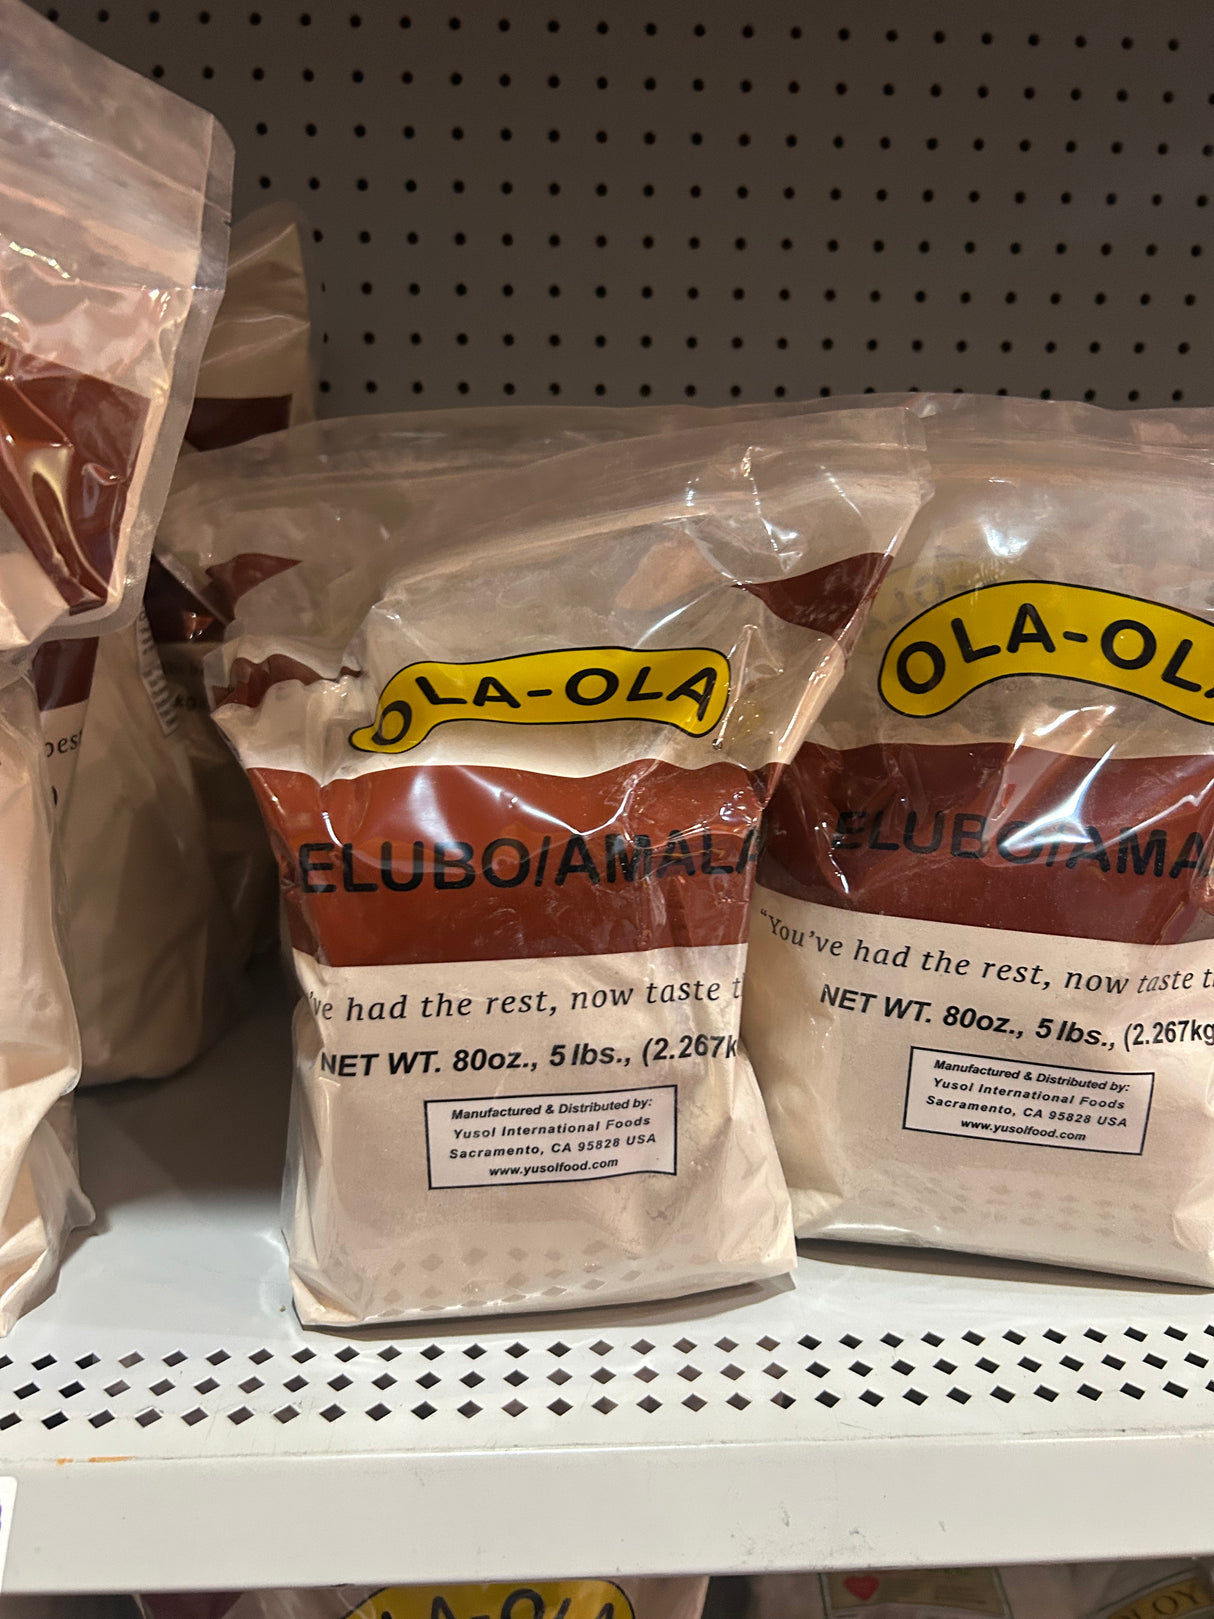 OLA-OLA
ELUBO/AMALA
've had the rest, now taste t
NET WT. 80oz., 5 lbs., (2.267k
Manufactured & Distributed by:
Yusol International Foods
Sacramento, CA 95828 USA
www.yusolfood.com
OLA-OL
ELUBO/AMA
"You've had the rest, now taste t
NET WT. 80oz., 5 lbs., (2.267kg
Manufactured & Distributed by:
Yusol International Foods
Sacramento, CA 95828 USA
www.yusolfood.com
bes
LA-OLA